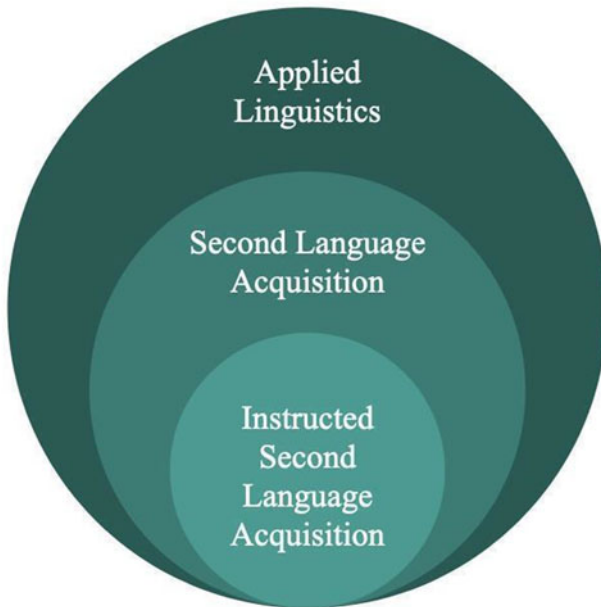 Applied
Linguistics
Second Language
Acquisition
Instructed
Second
Language
Acquisition